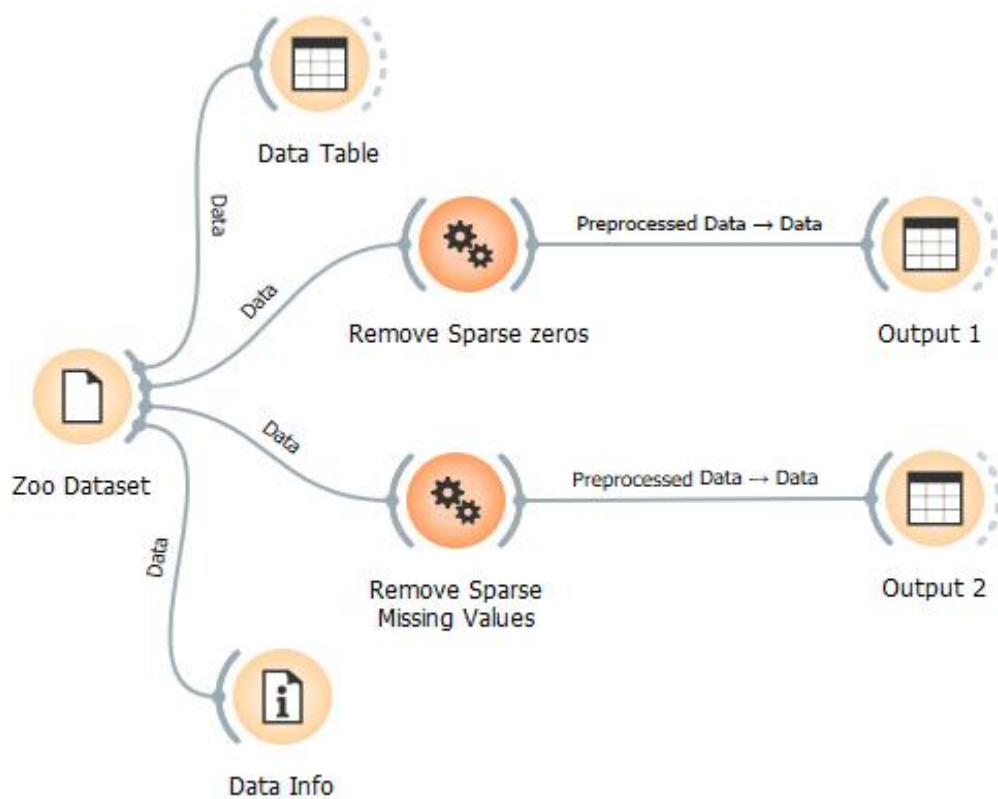 Data Table
Data
Preprocessed Data → Data
Data
Remove Sparse zeros
Output 1
Zoo Dataset
Data
Preprocessed Data → Data
Data
Remove Sparse
Missing Values
Output 2
Data Info